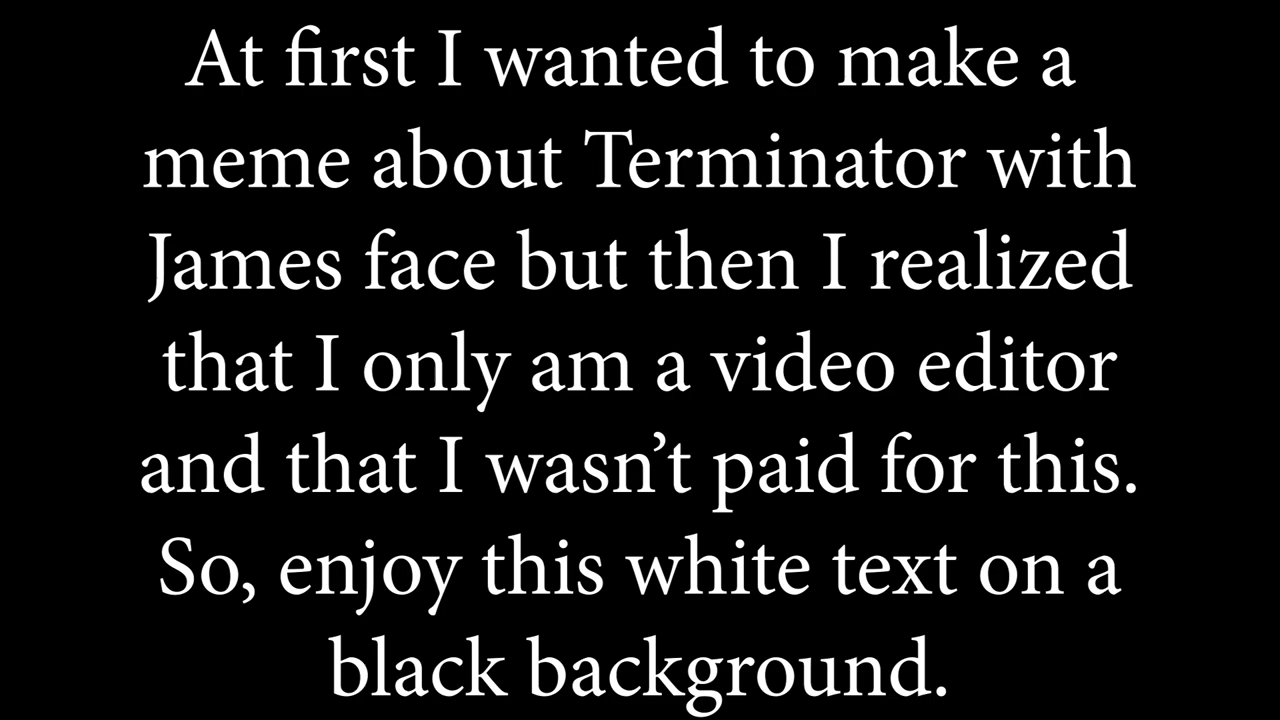 At first I wanted to make a
meme about Terminator with
James face but then I realized
that I only am a video editor
and that I wasn’t paid for this.
So, enjoy this white text on a
black background.